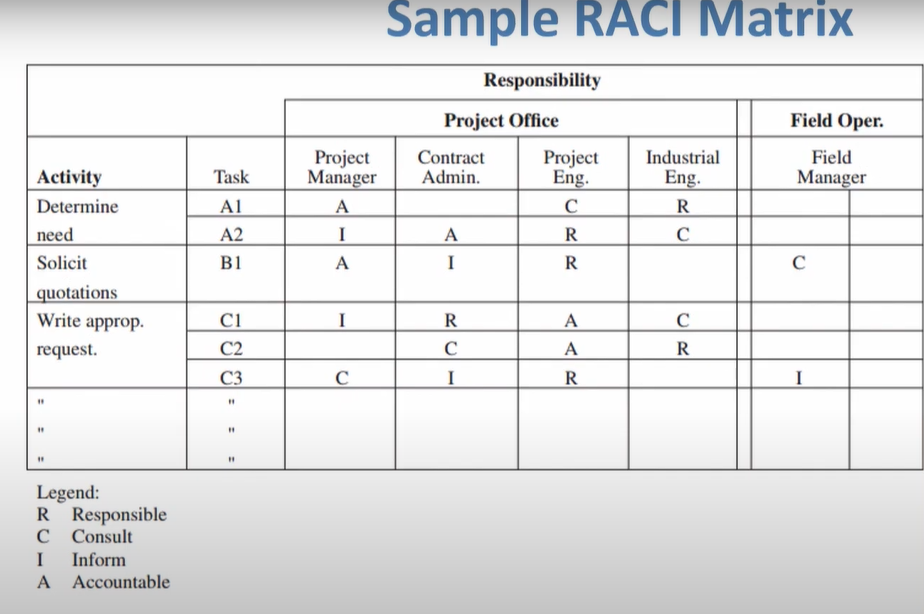 Sample RACI Matrix
Responsibility
Project Office Field Oper.
Project Contract Project Industrial Field
Activity Task Manager Admin. Eng. Eng. Manager
Determine A1 A C R
need A2 I A R C
Solicit B1 A I R C
quotations
Write approp. C1 I R A C
request. C2 C A R
C3 C I R I
" "
" "
" "
Legend:
R Responsible
C Consult
I Inform
A Accountable